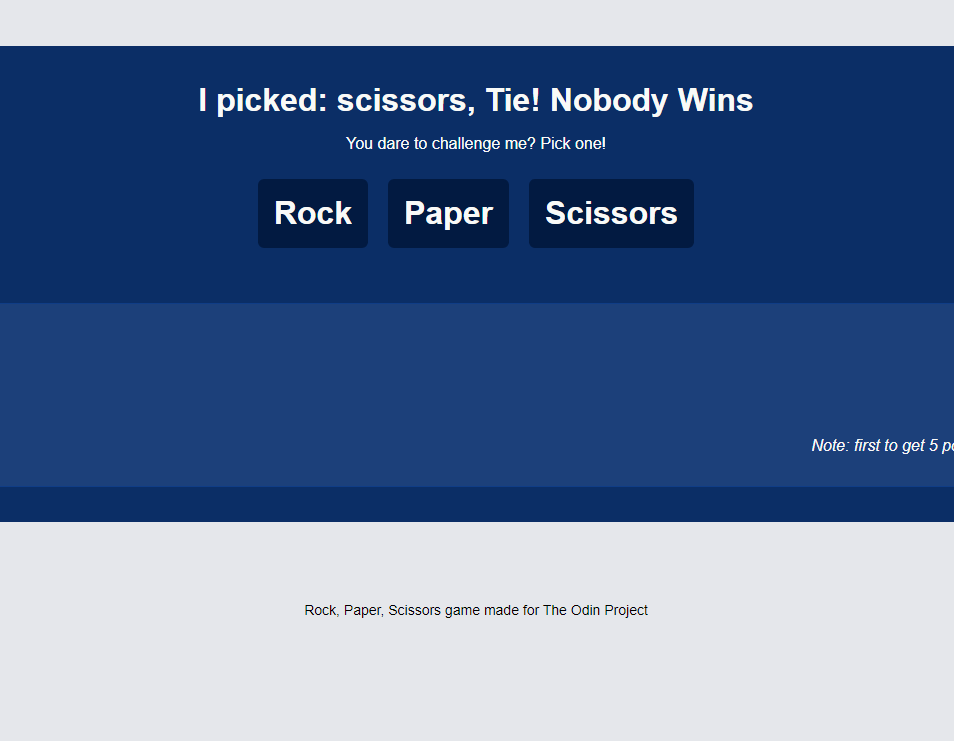 I picked: scissors, Tie! Nobody Wins
You dare to challenge me? Pick one!
Rock Paper Scissors
Note: first to get 5
Rock, Paper, Scissors game made for The Odin Project